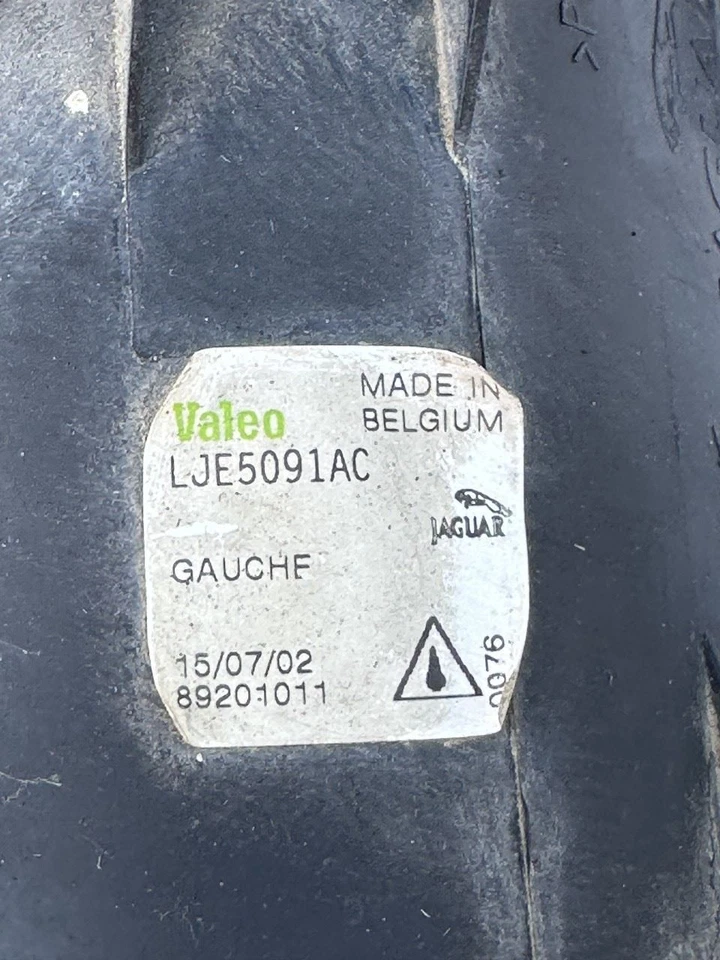 MADE IN
BELGIUM
Valeo
LJE5091AC
JAGUAR
GAUCHE
15/07/02
89201011
0076